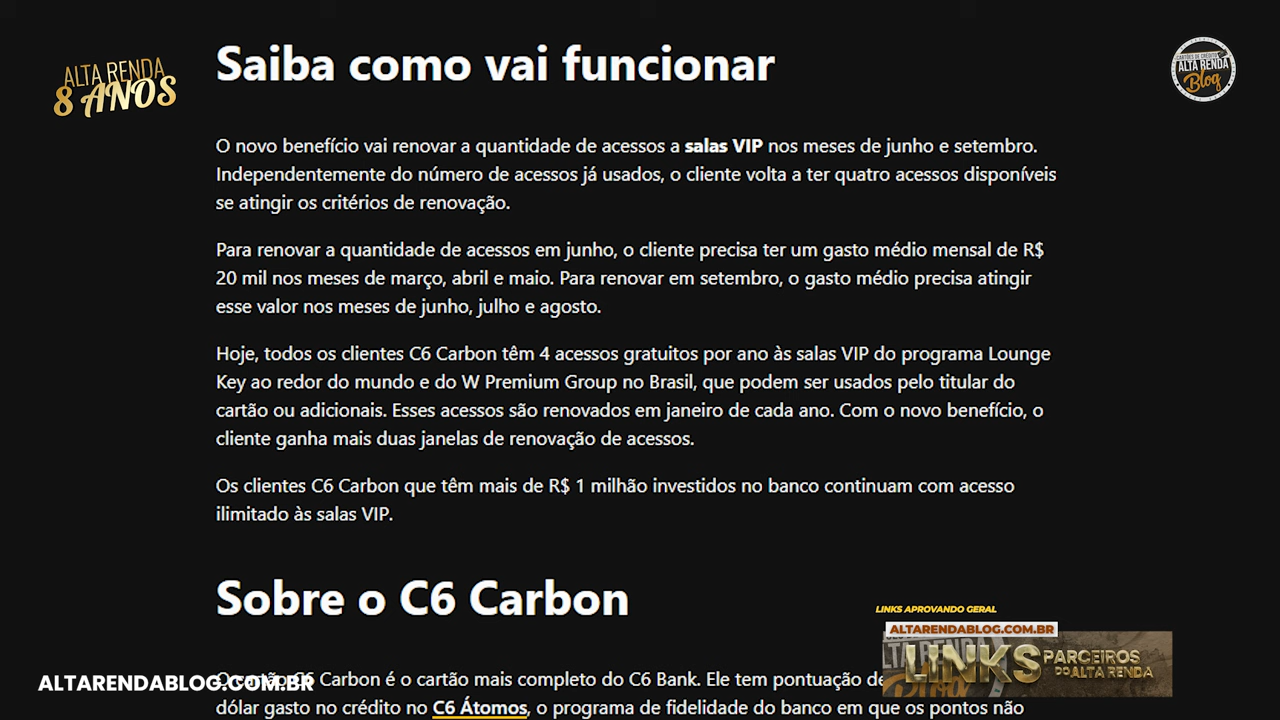 Saiba como vai funcionar
ALTA RENDA
8 ANOS
ALTA RENDA
Blog
O novo benefício vai renovar a quantidade de acessos a salas VIP nos meses de junho e setembro.
Independentemente do número de acessos já usados, o cliente volta a ter quatro acessos disponíveis
se atingir os critérios de renovação.
Para renovar a quantidade de acessos em junho, o cliente precisa ter um gasto médio mensal de R$
20 mil nos meses de março, abril e maio. Para renovar em setembro, o gasto médio precisa atingir
esse valor nos meses de junho, julho e agosto.
Hoje, todos os clientes C6 Carbon têm 4 acessos gratuitos por ano às salas VIP do programa Lounge
Key ao redor do mundo e do W Premium Group no Brasil, que podem ser usados pelo titular do
cartão ou adicionais. Esses acessos são renovados em janeiro de cada ano. Com o novo benefício, o
cliente ganha mais duas janelas de renovação de acessos.
Os clientes C6 Carbon que têm mais de R$ 1 milhão investidos no banco continuam com acesso
ilimitado às salas VIP.
Sobre o C6 Carbon
LINKS APROVANDO GERAL
ALTARENDABLOG.COM.BR
LINKS PARCEIROS
DO ALTA RENDA
ALTARENDABLOG.COM.BR
Carbon é o cartão mais completo do C6 Bank. Ele tem pontuação de
dólar gasto no crédito no C6 Átomos, o programa de fidelidade do banco em que os pontos não